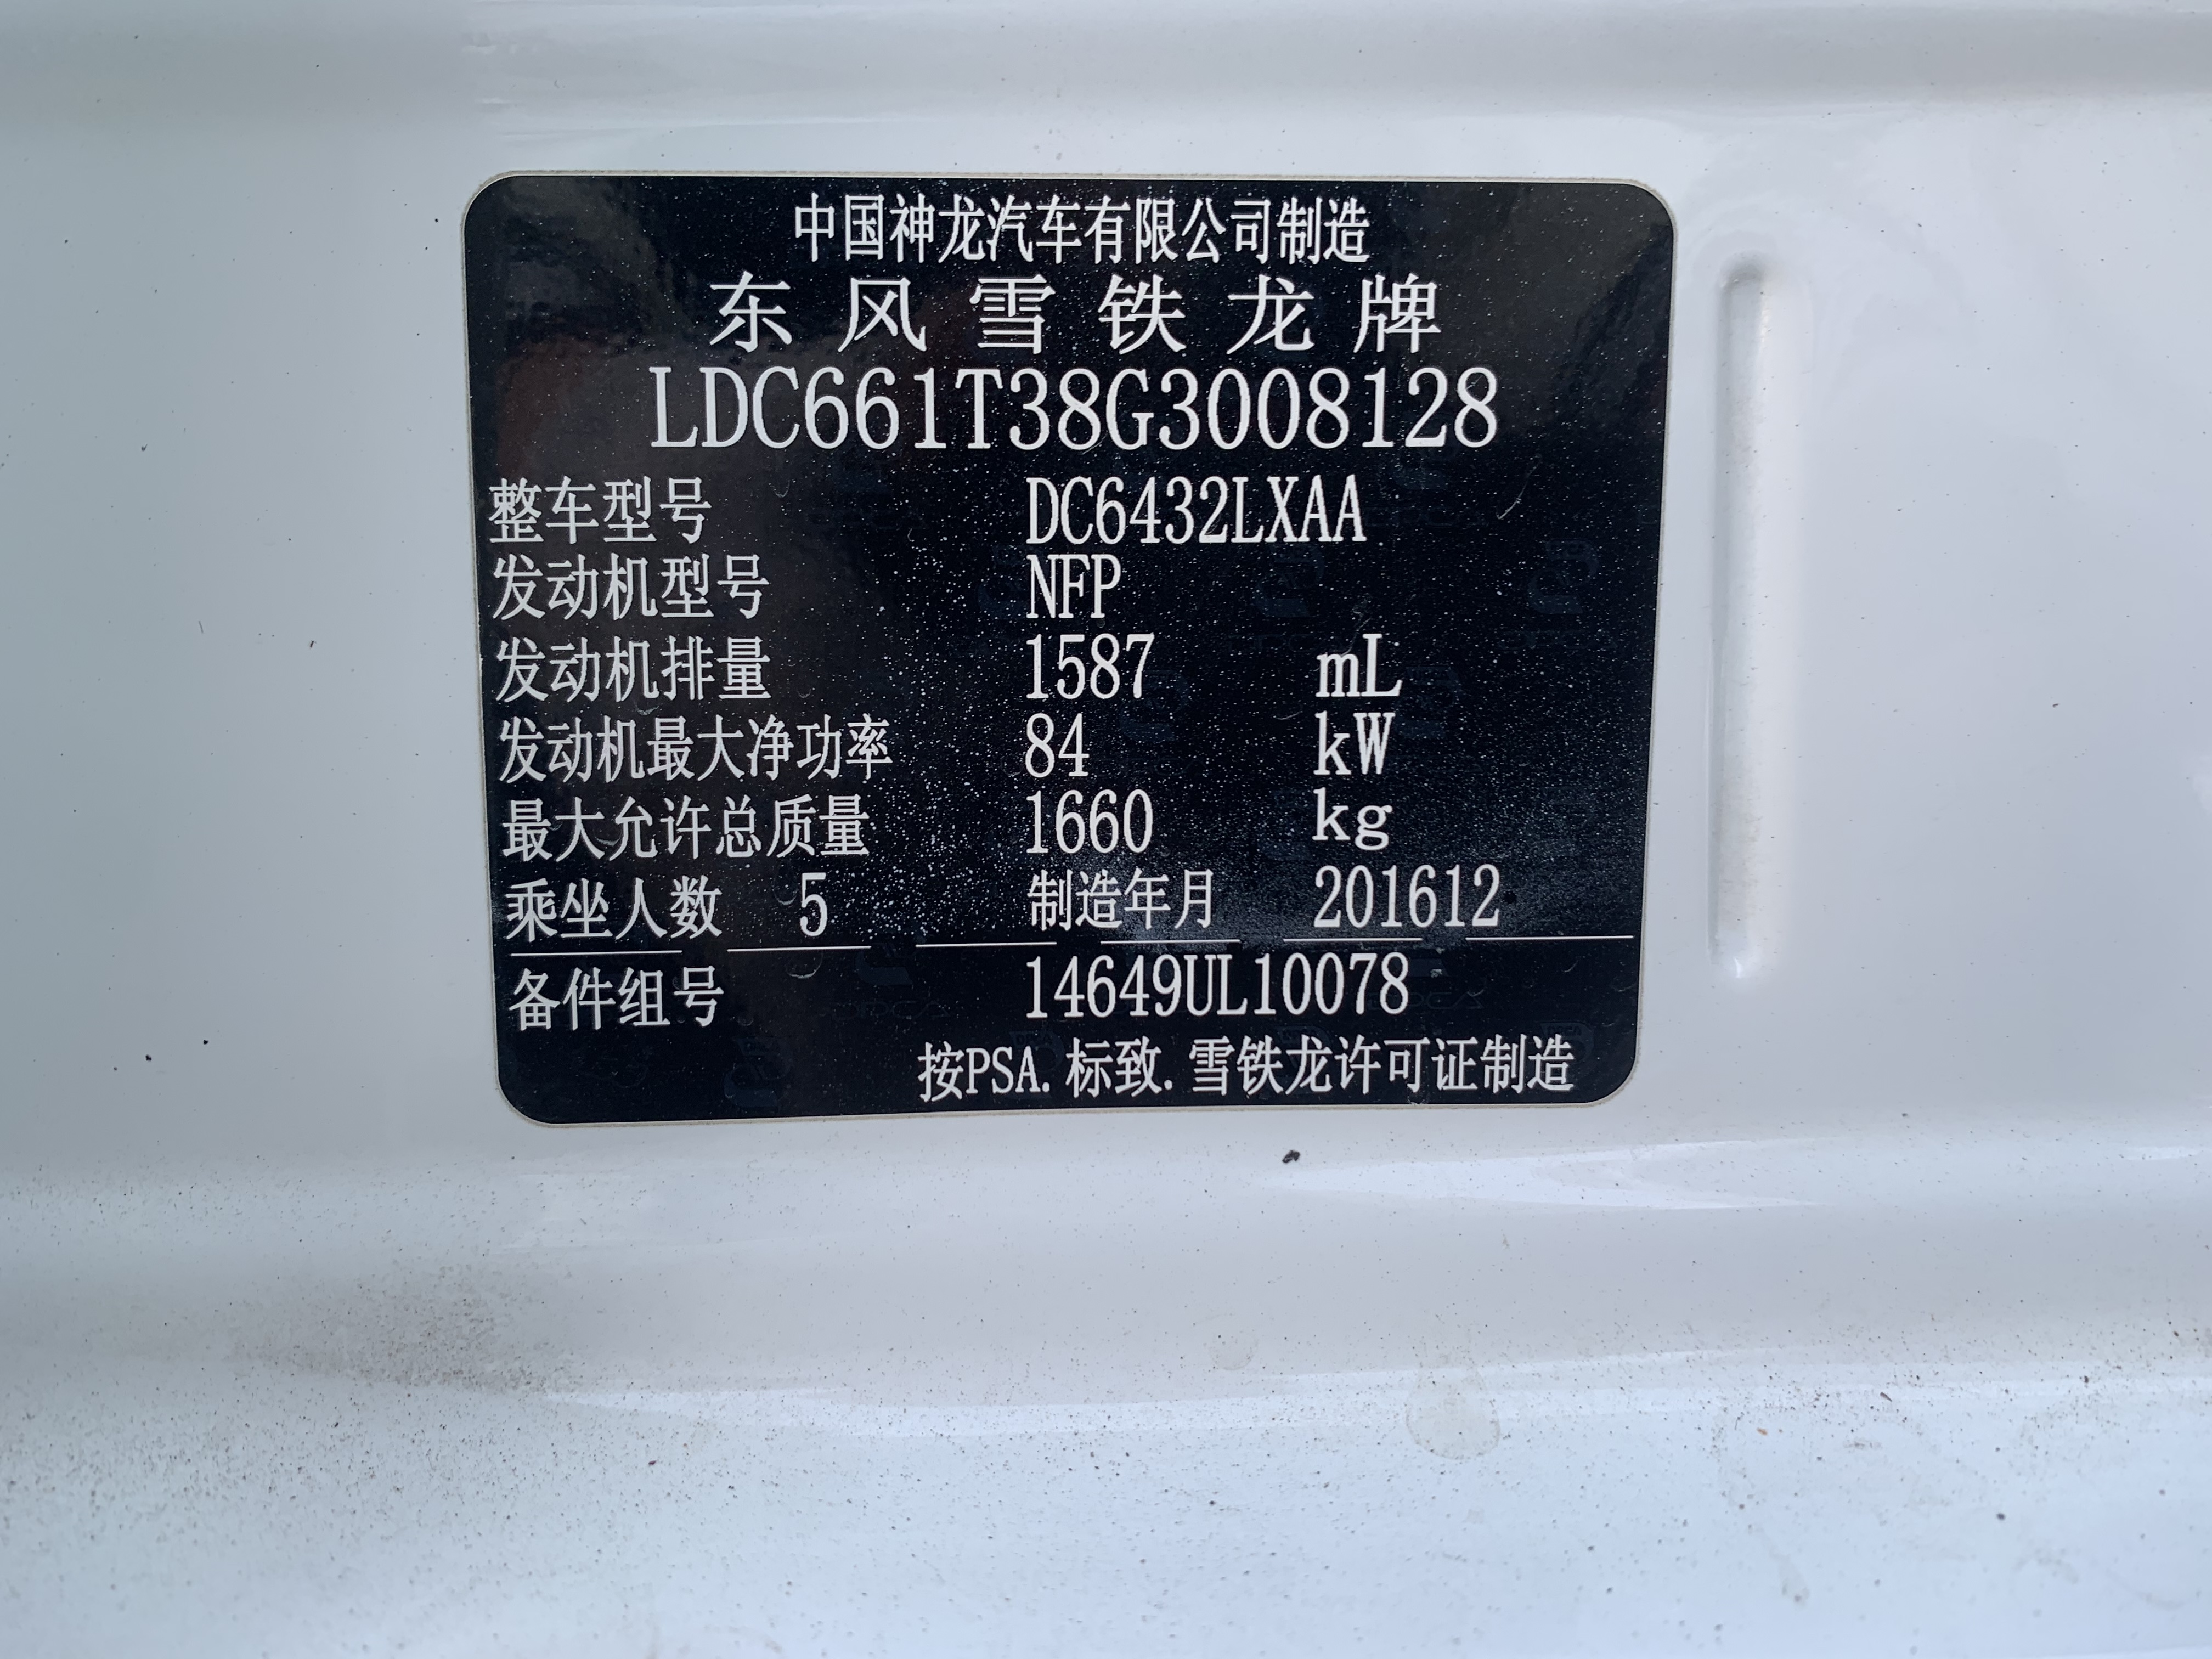 中国神龙汽车有限公司制造
东风雪铁龙牌
LDC661T38G3008128
整车型号 DC6432LXAA
发动机型号 NFP
发动机排量 1587 mL
发动机最大净功率 84 kW
最大允许总质量 1660 kg
乘坐人数 5 制造年月 201612
备件组号 14649UL10078
按PSA.标致.雪铁龙许可证制造